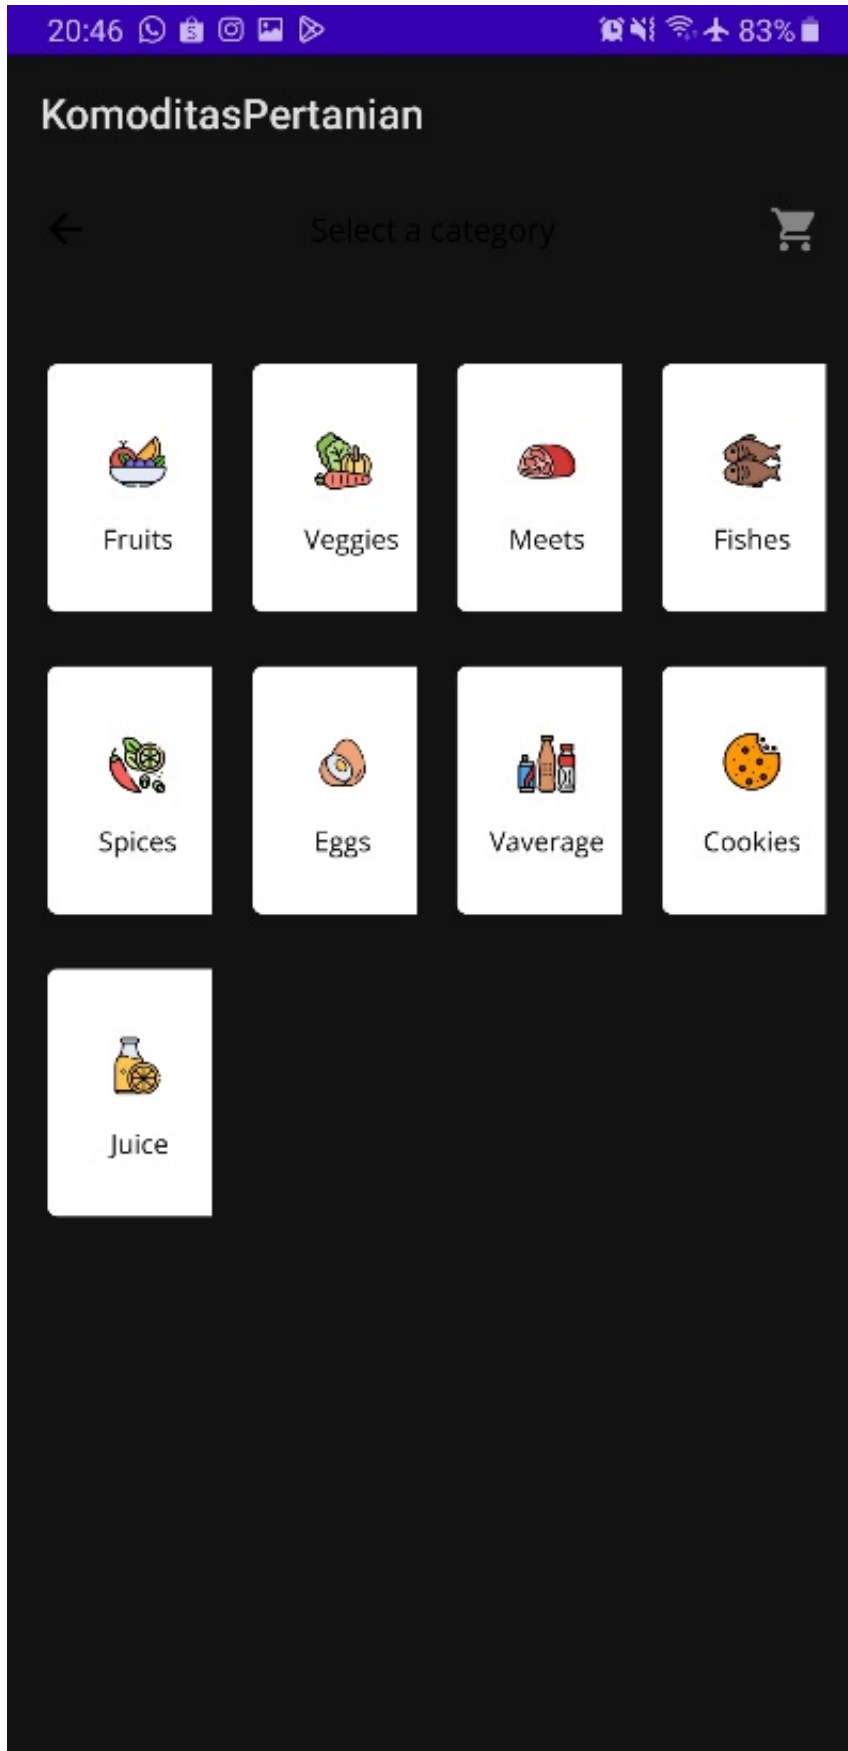 20:46 83%
KomoditasPertanian
Select a category
Fruits Veggies Meets Fishes
Spices Eggs Vaverage Cookies
Juice